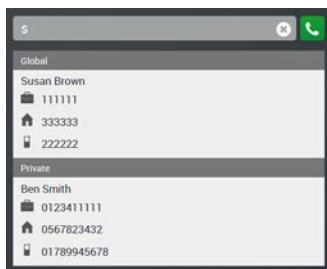 S
Global
Susan Brown
111111
333333
222222
Private
Ben Smith
0123411111
0567823432
01789945678